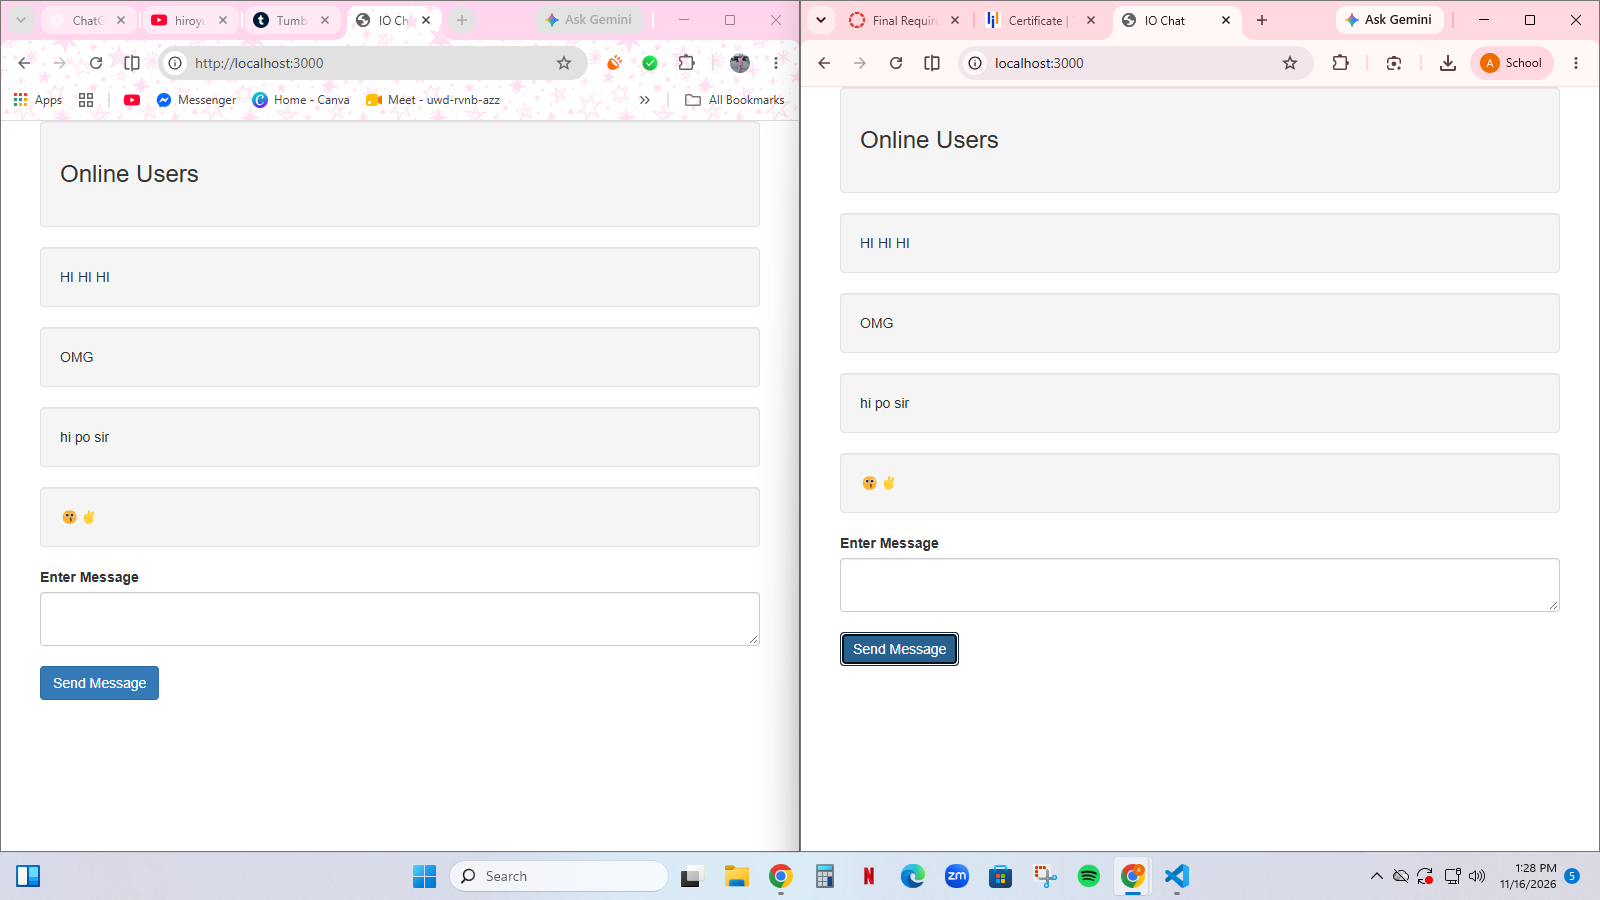 ChatG
hiroyu
Tumb
IO Ch
Ask Gemini
http://localhost:3000
Apps
Messenger
Home - Canva
Meet - uwd-rvnb-azz
All Bookmarks
Online Users
HI HI HI
OMG
hi po sir
🤫✌
Enter Message
Send Message
Final Require
Certificate |
IO Chat
Ask Gemini
localhost:3000
A School
Online Users
HI HI HI
OMG
hi po sir
🤫✌
Enter Message
Send Message
Search
zm
A
1:28 PM
11/16/2026
5